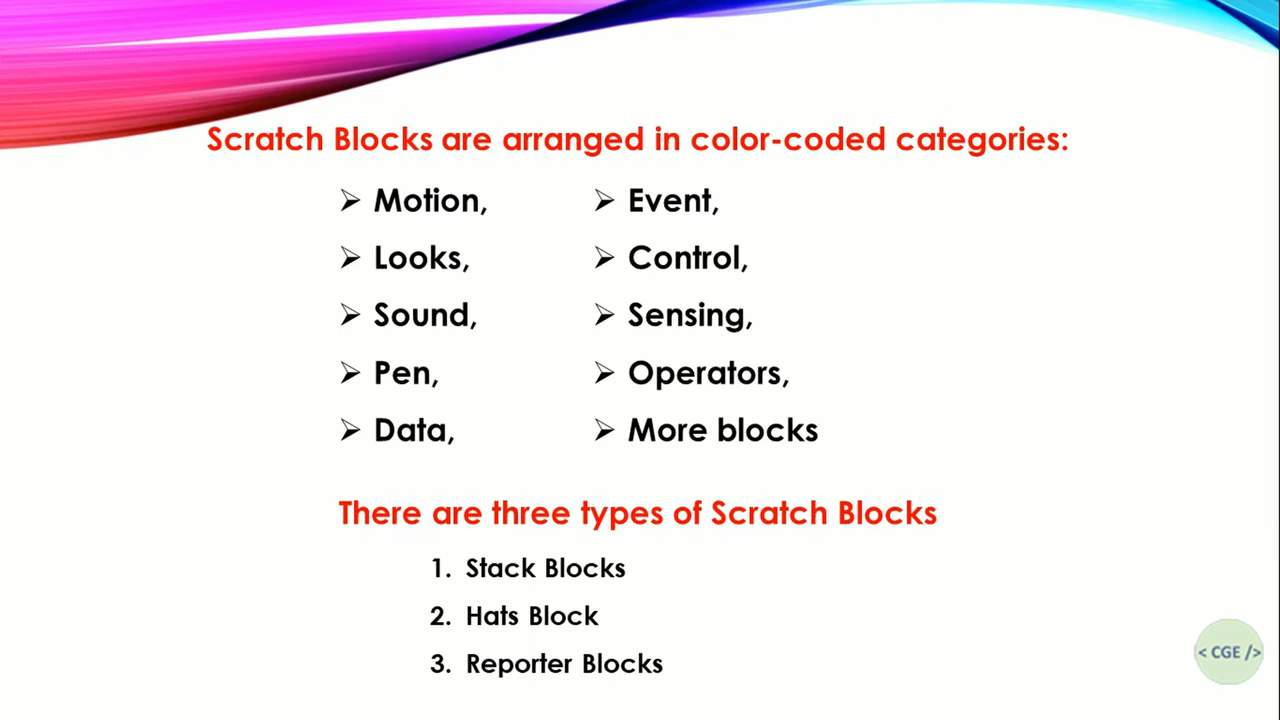 Scratch Blocks are arranged in color-coded categories:
➢ Motion,
➢ Looks,
➢ Sound,
➢ Pen,
➢ Data,
➢ Event,
➢ Control,
➢ Sensing,
➢ Operators,
➢ More blocks
There are three types of Scratch Blocks
1. Stack Blocks
2. Hats Block
3. Reporter Blocks
< CGE />